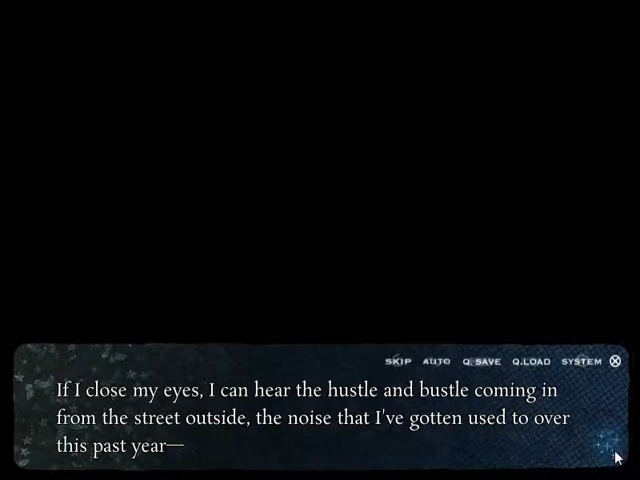 SKIP AUTO Q.SAVE Q.LOAD SYSTEM
If I close my eyes, I can hear the hustle and bustle coming in
from the street outside, the noise that I've gotten used to over
this past year—